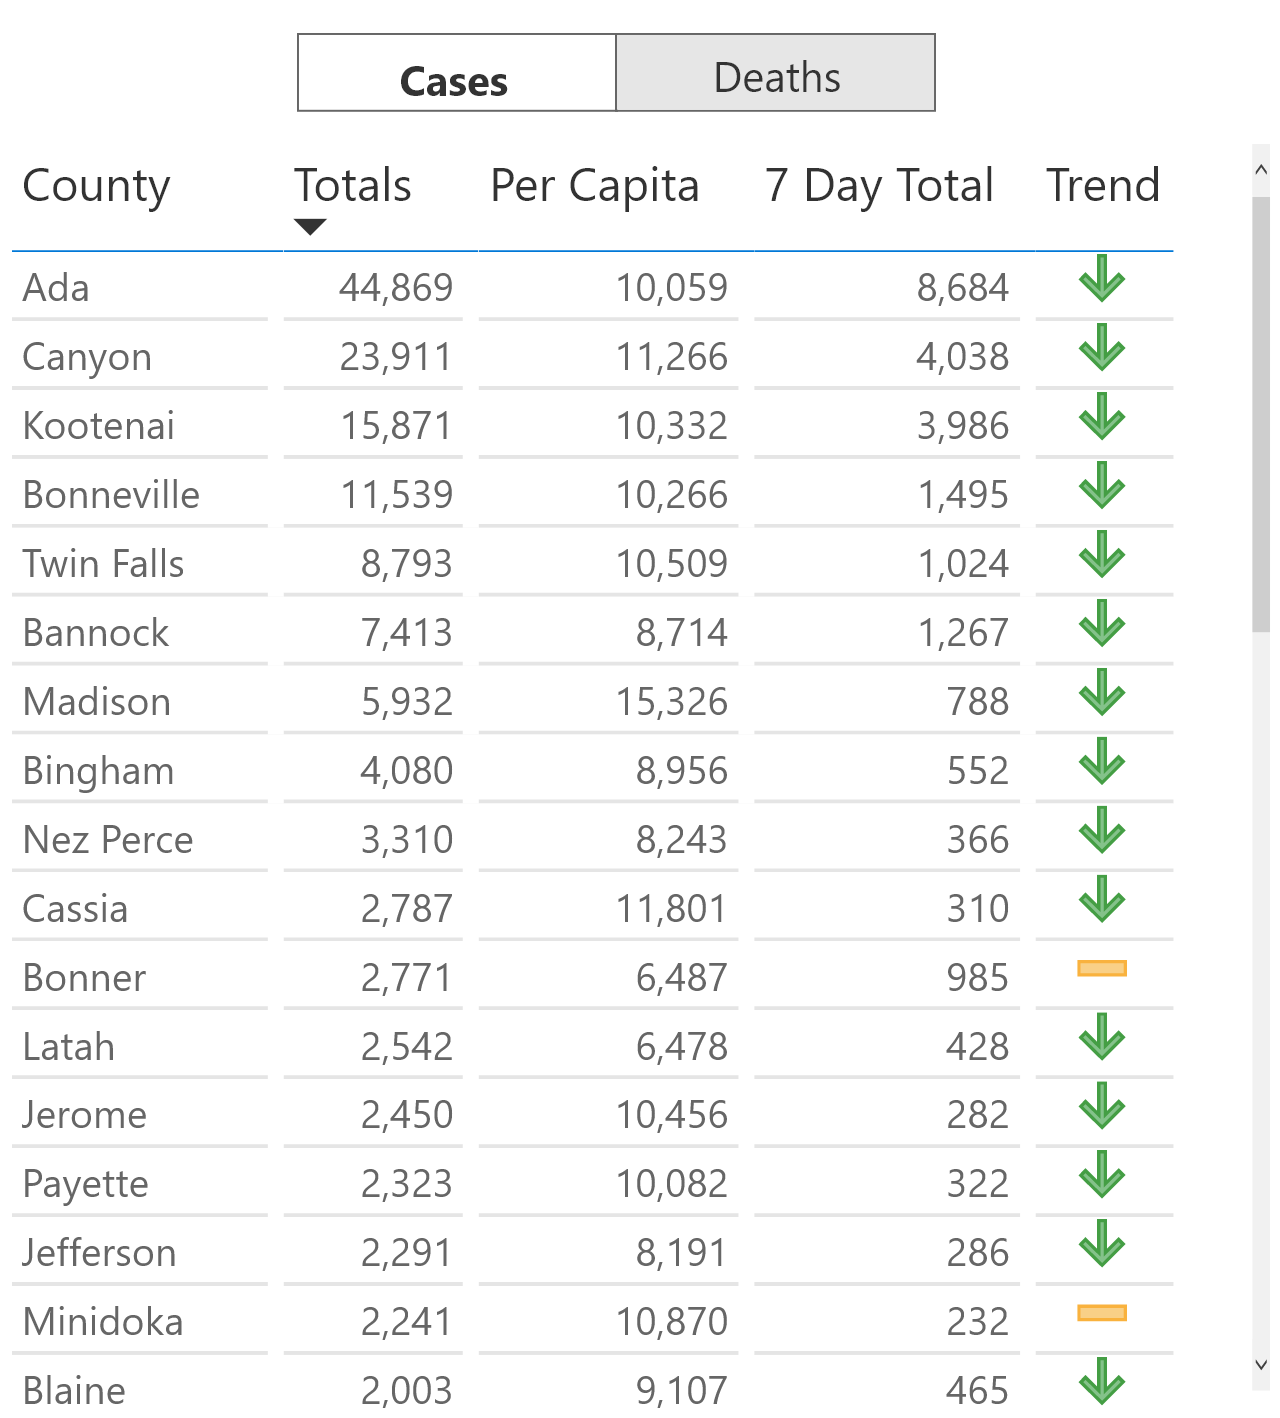 Cases Deaths
County Totals Per Capita 7 Day Total Trend
Ada 44,869 10,059 8,684
Canyon 23,911 11,266 4,038
Kootenai 15,871 10,332 3,986
Bonneville 11,539 10,266 1,495
Twin Falls 8,793 10,509 1,024
Bannock 7,413 8,714 1,267
Madison 5,932 15,326 788
Bingham 4,080 8,956 552
Nez Perce 3,310 8,243 366
Cassia 2,787 11,801 310
Bonner 2,771 6,487 985
Latah 2,542 6,478 428
Jerome 2,450 10,456 282
Payette 2,323 10,082 322
Jefferson 2,291 8,191 286
Minidoka 2,241 10,870 232
Blaine 2,003 9,107 465